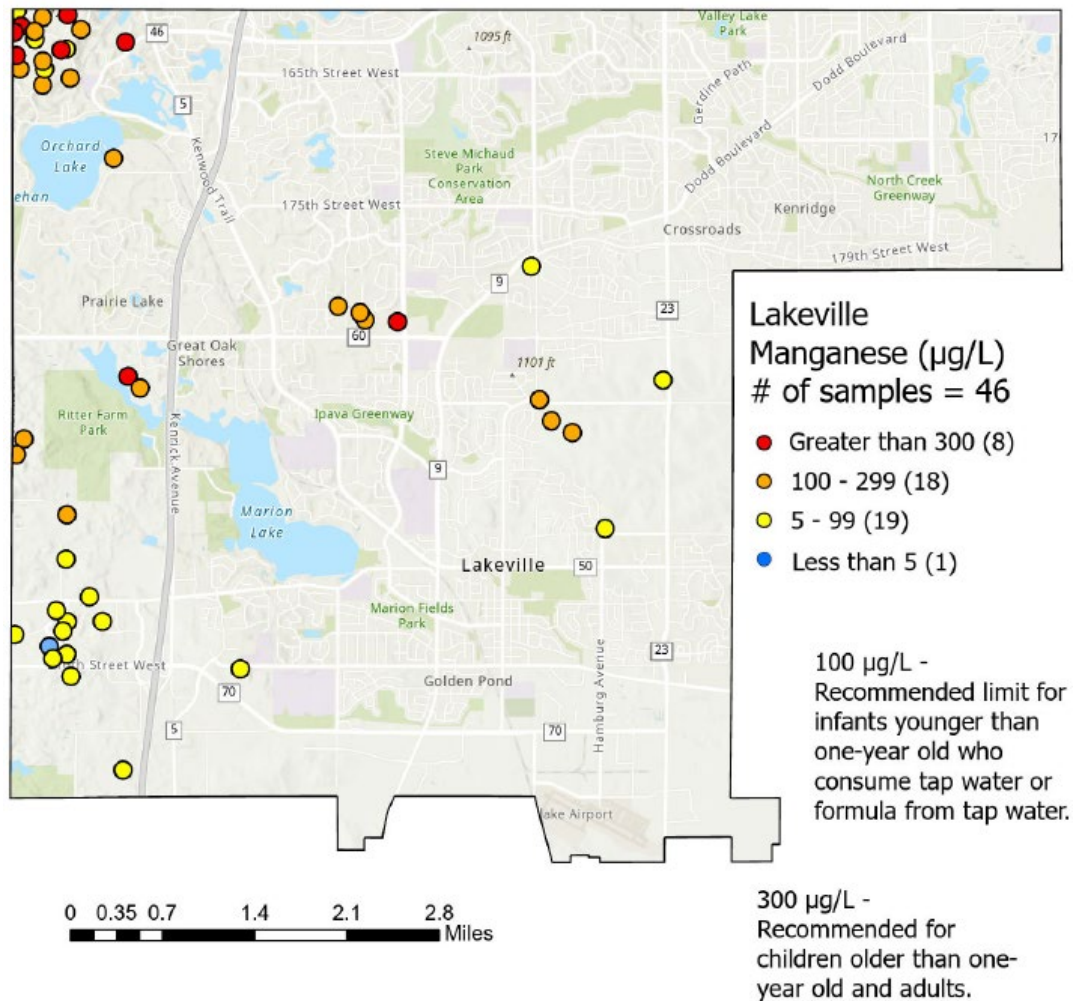 Valley Lake
Park
46
1095 ft
Dodd Boulevard
165th Street West
Gerdine Path
5
Orchard
Lake
Kenwood Trail
Steve Michaud
Park
Conservation
Area
Dodd Boulevard
17
ehan
North Creek
Greenway
175th Street West
Kenridge
Crossroads
179th Street West
9
Prairie Lake
23
60
Great Oak
Shores
1101 ft
Ritter Farm
Park
Kenrick Avenue
Ipava Greenway
9
Marion
Lake
Lakeville
50
Marion Fields
Park
Hamburg Avenue
23
Street West
70
Golden Pond
5
70
lake Airport
Lakeville
Manganese (µg/L)
# of samples = 46
Greater than 300 (8)
100 - 299 (18)
5 - 99 (19)
Less than 5 (1)
100 µg/L -
Recommended limit for
infants younger than
one-year old who
consume tap water or
formula from tap water.
300 µg/L -
Recommended for
children older than one-
year old and adults.
0 0.35 0.7 1.4 2.1 2.8
Miles